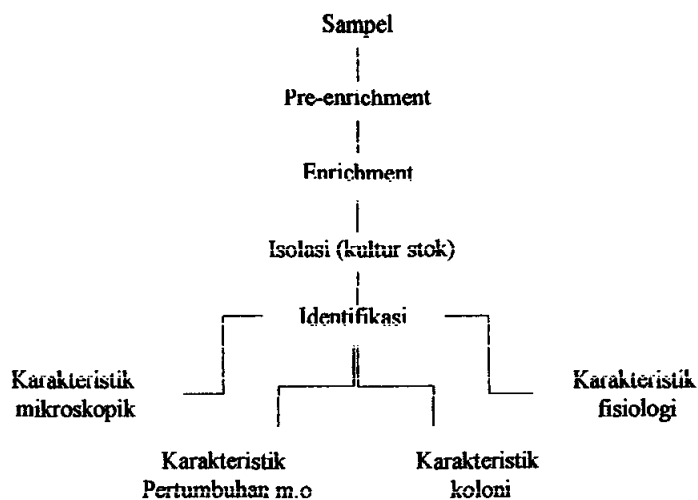 Sampel
Pre-enrichment
Enrichment
Isolasi (kultur stok)
Identifikasi
Karakteristik
mikroskopik
Karakteristik
Pertumbuhan m.o
Karakteristik
koloni
Karakteristik
fisiologi